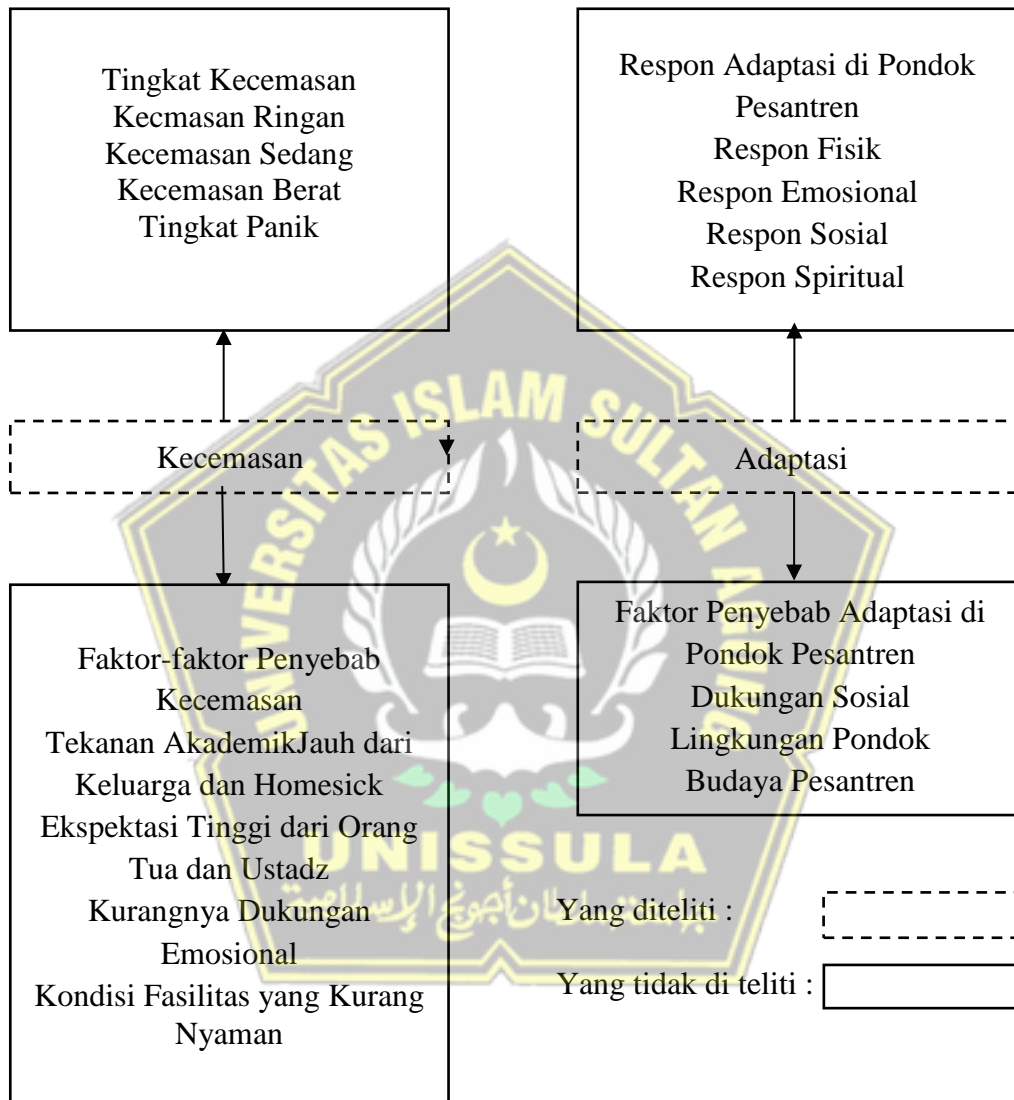 Tingkat Kecemasan
Kecmasan Ringan
Kecemasan Sedang
Kecemasan Berat
Tingkat Panik
Respon Adaptasi di Pondok
Pesantren
Respon Fisik
Respon Emosional
Respon Sosial
Respon Spiritual
Kecemasan
Adaptasi
Faktor-faktor Penyebab
Kecemasan
Tekanan AkademikJauh dari
Keluarga dan Homesick
Ekspektasi Tinggi dari Orang
Tua dan Ustadz
Kurangnya Dukungan
Emosional
Kondisi Fasilitas yang Kurang
Nyaman
Faktor Penyebab Adaptasi di
Pondok Pesantren
Dukungan Sosial
Lingkungan Pondok
Budaya Pesantren
Yang diteliti :
Yang tidak di teliti :
UNIVERSITAS ISLAM SULTAN AGUNG
UNISSULA